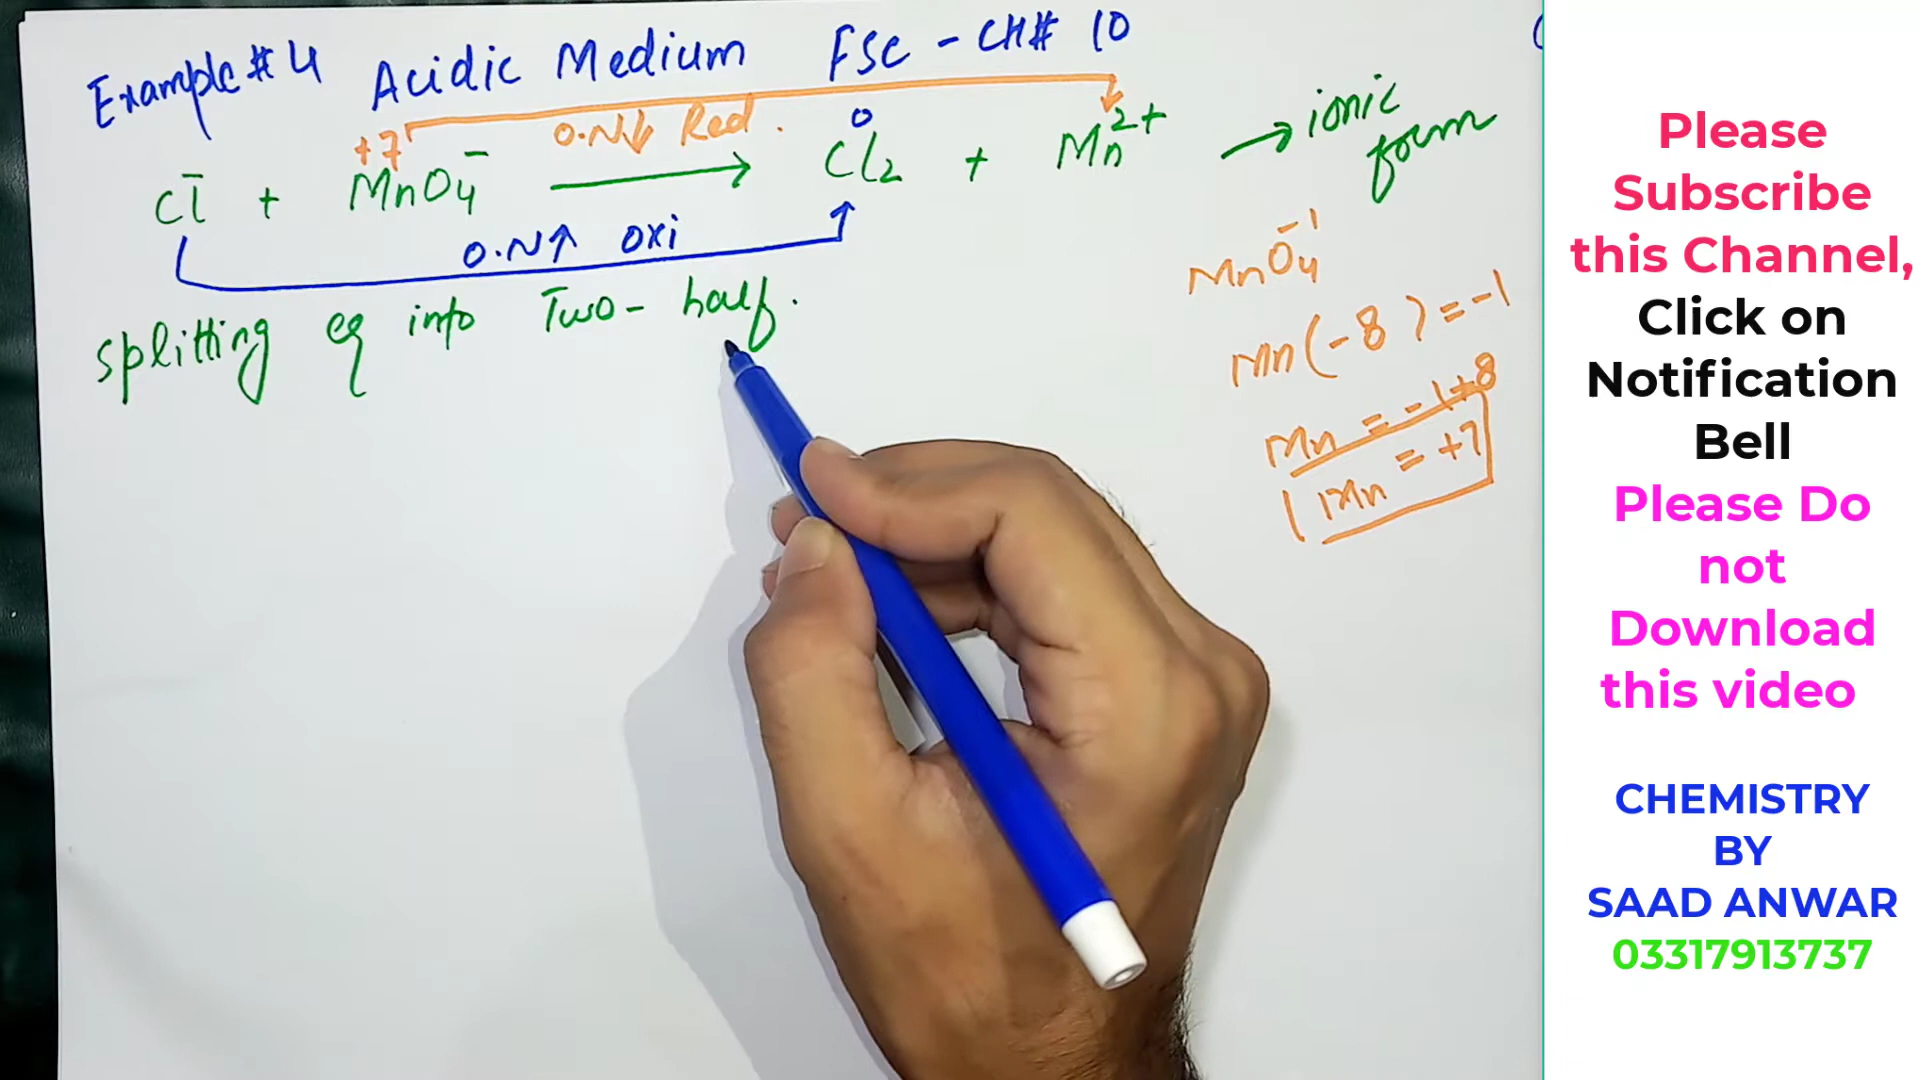 Example # 4 Acidic Medium FSc - CH# 10
+7 O.N↓ Red. 0
Cl⁻ + MnO₄⁻ → Cl₂ + Mn²⁺ → ionic form
O.N↑ oxi
splitting eq into Two- half.
MnO₄⁻¹
Mn(-8) = -1
Mn = -1+8
Mn = +7
Please
Subscribe
this Channel,
Click on
Notification
Bell
Please Do
not
Download
this video
CHEMISTRY
BY
SAAD ANWAR
03317913737